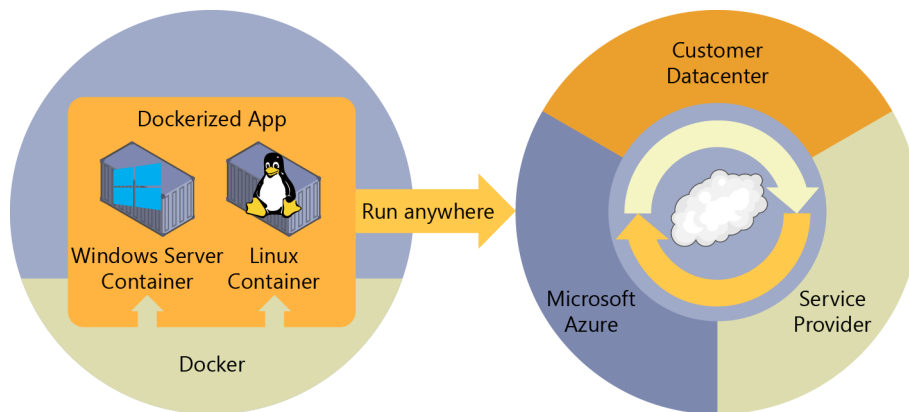 Dockerized App
Windows Server
Container
Linux
Container
Docker
Run anywhere
Customer
Datacenter
Microsoft
Azure
Service
Provider